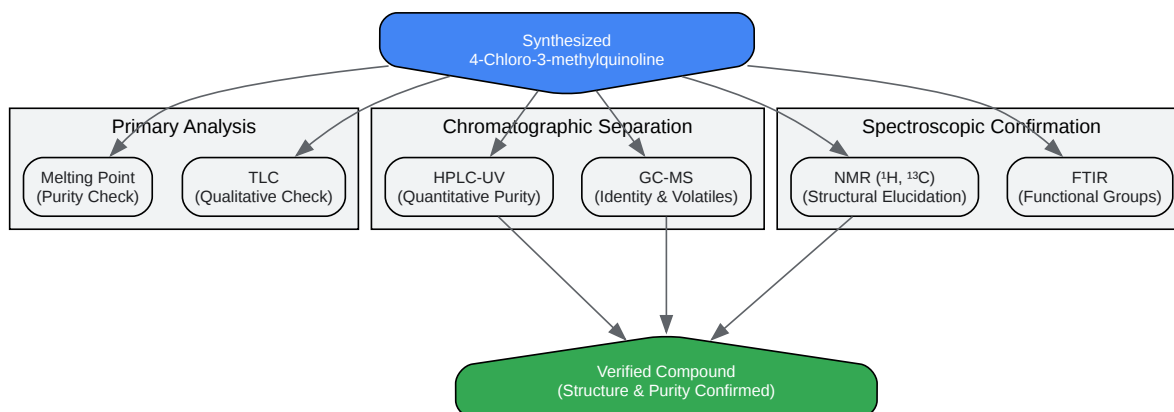 Synthesized
4-Chloro-3-methylquinoline
Primary Analysis
Chromatographic Separation
Spectroscopic Confirmation
Melting Point
(Purity Check)
TLC
(Qualitative Check)
HPLC-UV
(Quantitative Purity)
GC-MS
(Identity & Volatiles)
NMR (¹H, ¹³C)
(Structural Elucidation)
FTIR
(Functional Groups)
Verified Compound
(Structure & Purity Confirmed)